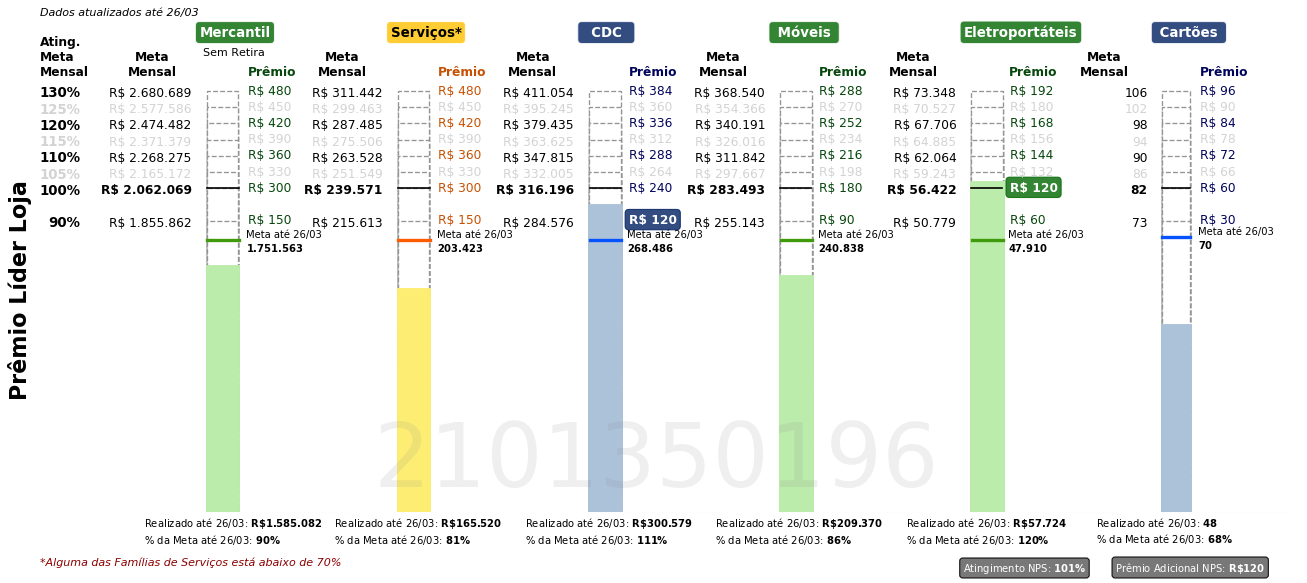 Dados atualizados até 26/03
Mercantil Serviços* CDC Móveis Eletroportáteis Cartões
Sem Retira
Ating. Meta Mensal Meta Mensal Prêmio Meta Mensal Prêmio Meta Mensal Prêmio Meta Mensal Prêmio Meta Mensal Prêmio Meta Mensal Prêmio
130% R$ 2.680.689 R$ 480 R$ 311.442 R$ 480 R$ 411.054 R$ 384 R$ 368.540 R$ 288 R$ 73.348 R$ 192 106 R$ 96
125% R$ 2.577.586 R$ 450 R$ 299.463 R$ 450 R$ 395.245 R$ 360 R$ 354.366 R$ 270 R$ 70.527 R$ 180 102 R$ 90
120% R$ 2.474.482 R$ 420 R$ 287.485 R$ 420 R$ 379.435 R$ 336 R$ 340.191 R$ 252 R$ 67.706 R$ 168 98 R$ 84
115% R$ 2.371.379 R$ 390 R$ 275.506 R$ 390 R$ 363.625 R$ 312 R$ 326.016 R$ 234 R$ 64.885 R$ 156 94 R$ 78
110% R$ 2.268.275 R$ 360 R$ 263.528 R$ 360 R$ 347.815 R$ 288 R$ 311.842 R$ 216 R$ 62.064 R$ 144 90 R$ 72
105% R$ 2.165.172 R$ 330 R$ 251.549 R$ 330 R$ 332.005 R$ 264 R$ 297.667 R$ 198 R$ 59.243 R$ 132 86 R$ 66
100% R$ 2.062.069 R$ 300 R$ 239.571 R$ 300 R$ 316.196 R$ 240 R$ 283.493 R$ 180 R$ 56.422 R$ 120 82 R$ 60
90% R$ 1.855.862 R$ 150 R$ 215.613 R$ 150 R$ 284.576 R$ 120 R$ 255.143 R$ 90 R$ 50.779 R$ 60 73 R$ 30
Meta até 26/03 Meta até 26/03 Meta até 26/03 Meta até 26/03 Meta até 26/03 Meta até 26/03
1.751.563 203.423 268.486 240.838 47.910 70
Prêmio Líder Loja
2101350196
Realizado até 26/03: R$1.585.082 Realizado até 26/03: R$165.520 Realizado até 26/03: R$300.579 Realizado até 26/03: R$209.370 Realizado até 26/03: R$57.724 Realizado até 26/03: 48
% da Meta até 26/03: 90% % da Meta até 26/03: 81% % da Meta até 26/03: 111% % da Meta até 26/03: 86% % da Meta até 26/03: 120% % da Meta até 26/03: 68%
*Alguma das Famílias de Serviços está abaixo de 70% Atingimento NPS: 101% Prêmio Adicional NPS: R$120